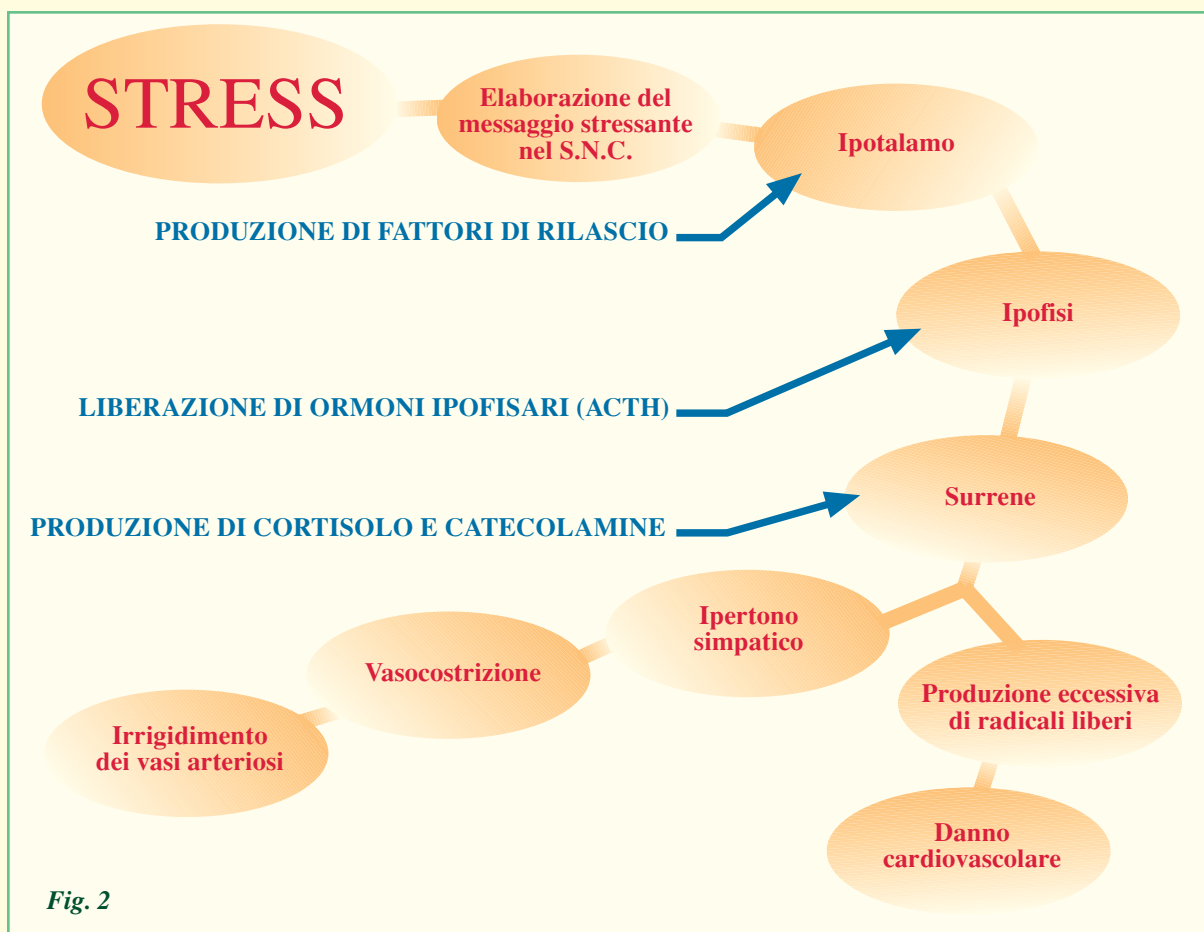 STRESS
Elaborazione del
messaggio stressante
nel S.N.C.
Ipotalamo
PRODUZIONE DI FATTORI DI RILASCIO
Ipofisi
LIBERAZIONE DI ORMONI IPOFISARI (ACTH)
Surrene
PRODUZIONE DI CORTISOLO E CATECOLAMINE
Ipertono
simpatico
Vasocostrizione
Irrigidimento
dei vasi arteriosi
Produzione eccessiva
di radicali liberi
Danno
cardiovascolare
Fig. 2